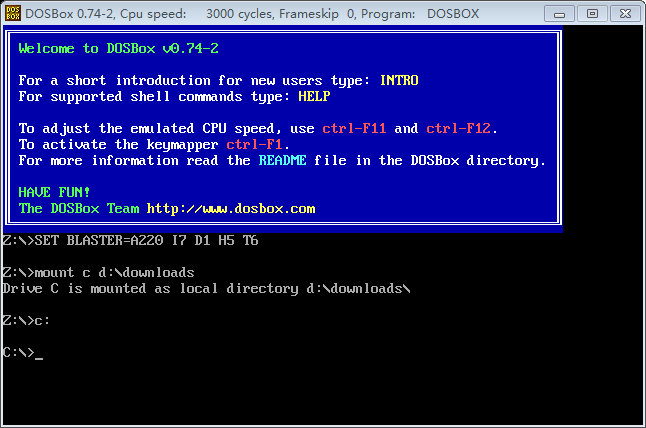 DOS BOX DOSBox 0.74-2, Cpu speed: 3000 cycles, Frameskip 0, Program: DOSBOX
Welcome to DOSBox v0.74-2
For a short introduction for new users type: INTRO
For supported shell commands type: HELP
To adjust the emulated CPU speed, use ctrl-F11 and ctrl-F12.
To activate the keymapper ctrl-F1.
For more information read the README file in the DOSBox directory.
HAVE FUN!
The DOSBox Team http://www.dosbox.com
Z:\>SET BLASTER=A220 I7 D1 H5 T6
Z:\>mount c d:\downloads
Drive C is mounted as local directory d:\downloads\
Z:\>c:
C:\>_